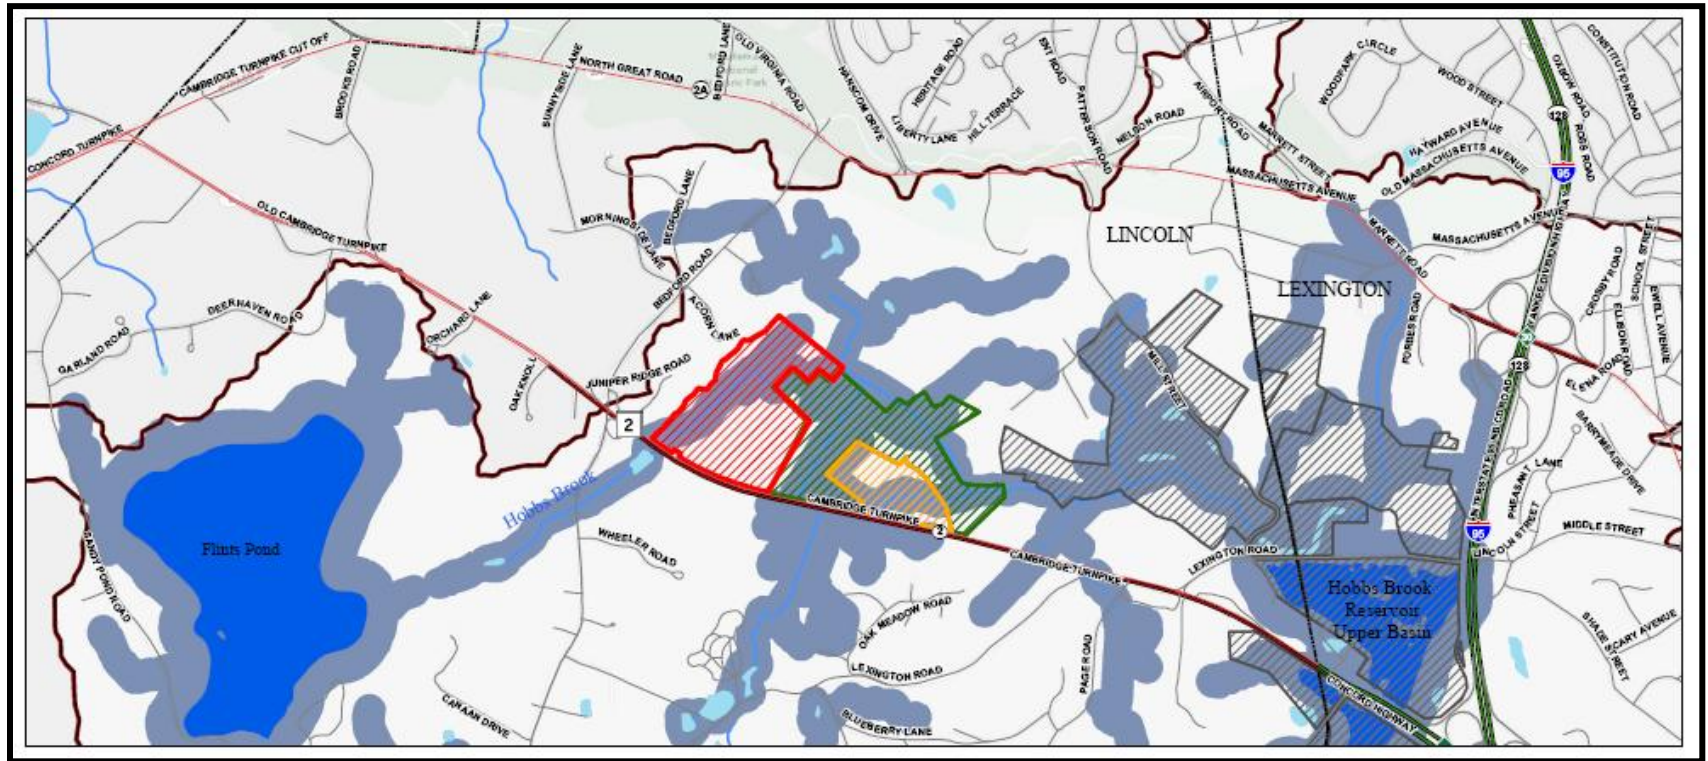 CAMBRIDGE TURNPIKE CUT OFF
BROOKS ROAD
CONCORD TURNPIKE
OLD CAMBRIDGE TURNPIKE
SUNNYSIDE LANE
NORTH GREAT ROAD
2A
BEDFORD LANE
OLD VIRGINIA ROAD
HANSCOM DRIVE
HERITAGE ROAD
LIBERTY LANE
HILL TERRACE
ENT ROAD
PATTERSON ROAD
NELSON ROAD
AIRPORT ROAD
MARRETT STREET
WOODPARK CIRCLE
WOOD STREET
HAYWARD AVENUE
OLD MASSACHUSETTS AVENUE
MASSACHUSETTS AVENUE
OXBOW ROAD
ROSS ROAD
CONSTITUTION ROAD
128
95
MASSACHUSETTS AVENUE
MARRETT ROAD
FORBES ROAD
CROSBY ROAD
SCHOOL STREET
EWELL AVENUE
ELLISON ROAD
ELENA ROAD
128
BARRYMEADE DRIVE
PHEASANT LANE
LINCOLN STREET
MIDDLE STREET
95
SHADE STREET
SCARY AVENUE
LINCOLN
LEXINGTON
MILL STREET
MORNINGSIDE LANE
BEDFORD LANE
BEDFORD ROAD
ACORN LANE
JUNIPER RIDGE ROAD
ORCHARD LANE
OAK KNOLL
DEERHAVEN ROAD
GARLAND ROAD
2
Hobbs Brook
Flints Pond
SANDY POND ROAD
WHEELER ROAD
CAMBRIDGE TURNPIKE
2
CAMBRIDGE TURNPIKE
LEXINGTON ROAD
Hobbs Brook
Reservoir
Upper Basin
CONCORD HIGHWAY
PAGE ROAD
OAK MEADOW ROAD
LEXINGTON ROAD
BLUEBERRY LANE
CANAAN DRIVE